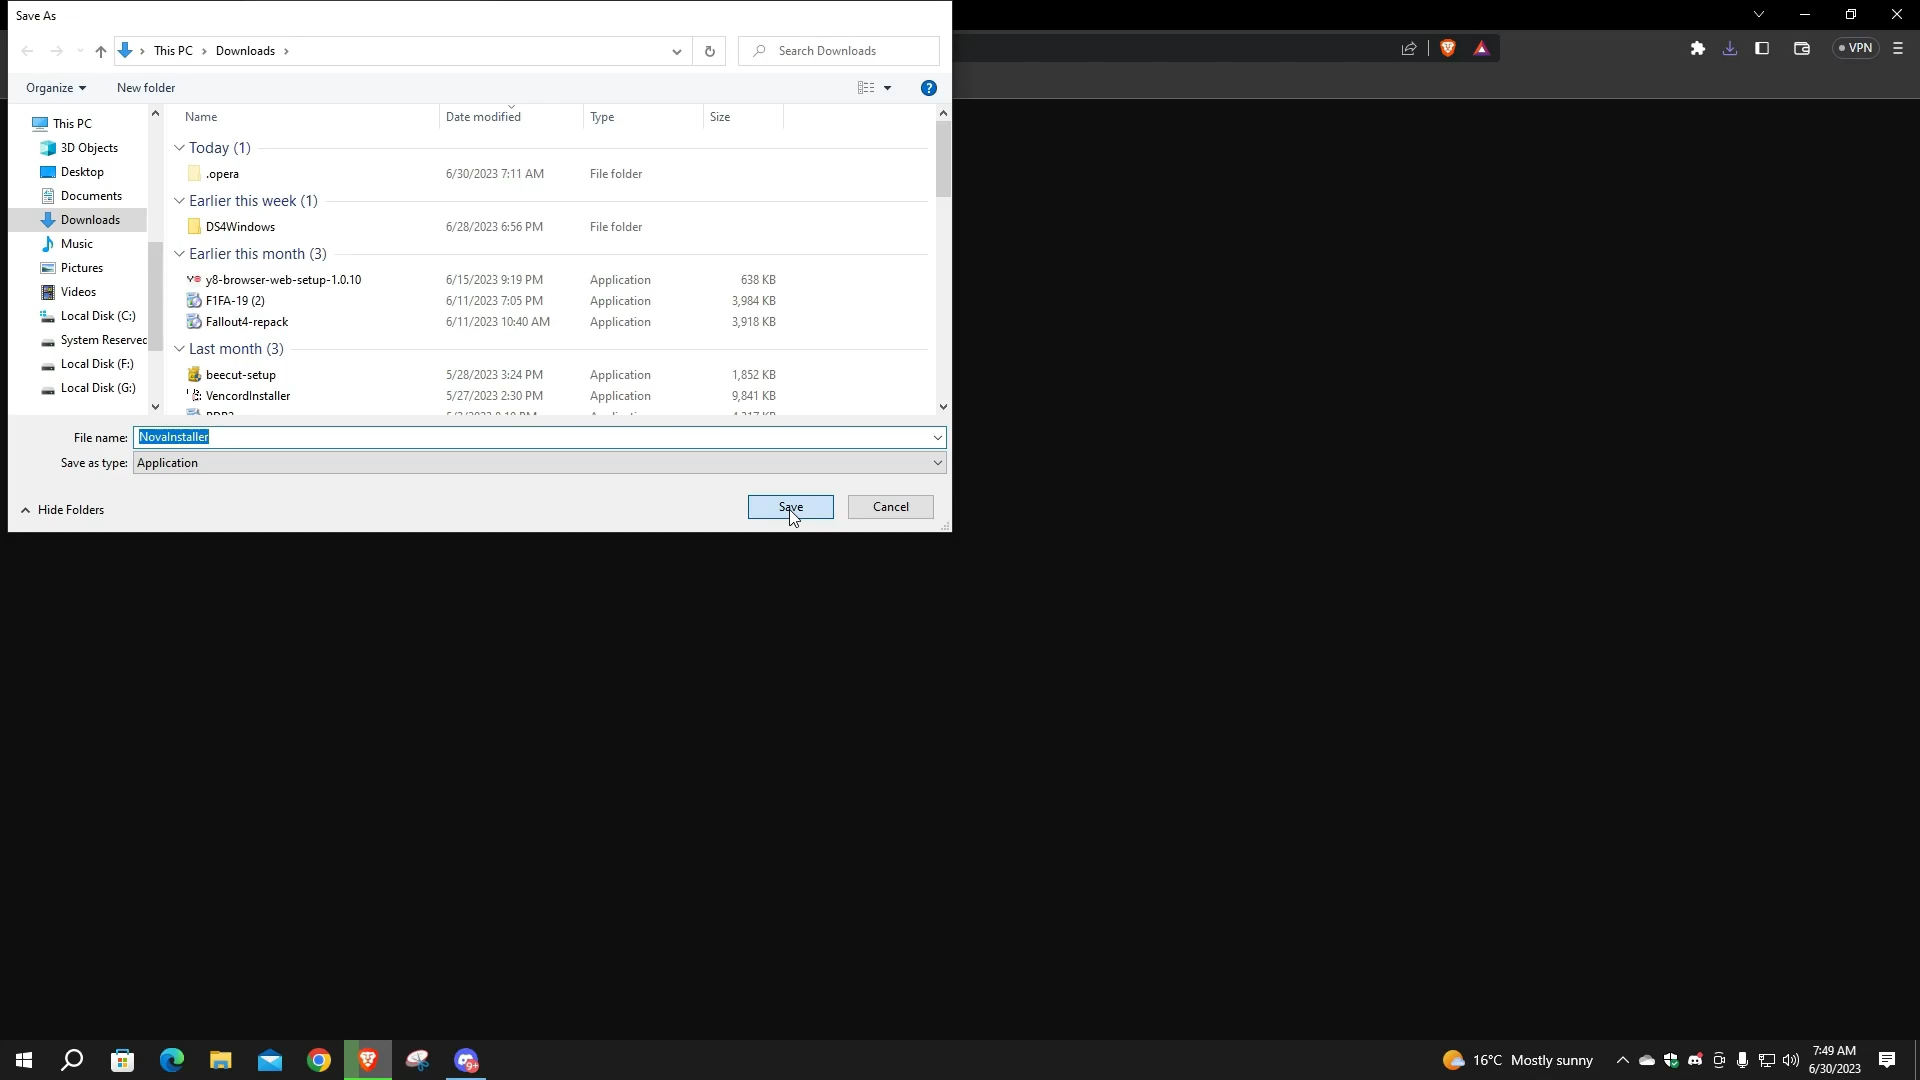 Save As
This PC
Downloads
Search Downloads
Organize
New folder
?
Name
Date modified
Type
Size
This PC
3D Objects
Desktop
Documents
Downloads
Music
Pictures
Videos
Local Disk (C:)
System Reserved
Local Disk (F:)
Local Disk (G:)
Today (1)
.opera 6/30/2023 7:11 AM File folder
Earlier this week (1)
DS4Windows 6/28/2023 6:56 PM File folder
Earlier this month (3)
y8-browser-web-setup-1.0.10 6/15/2023 9:19 PM Application 638 KB
F1FA-19 (2) 6/11/2023 7:05 PM Application 3,984 KB
Fallout4-repack 6/11/2023 10:40 AM Application 3,918 KB
Last month (3)
beecut-setup 5/28/2023 3:24 PM Application 1,852 KB
VencordInstaller 5/27/2023 2:30 PM Application 9,841 KB
File name: NovaInstaller
Save as type: Application
Hide Folders
Save
Cancel
VPN
9+
16°C Mostly sunny
7:49 AM
6/30/2023